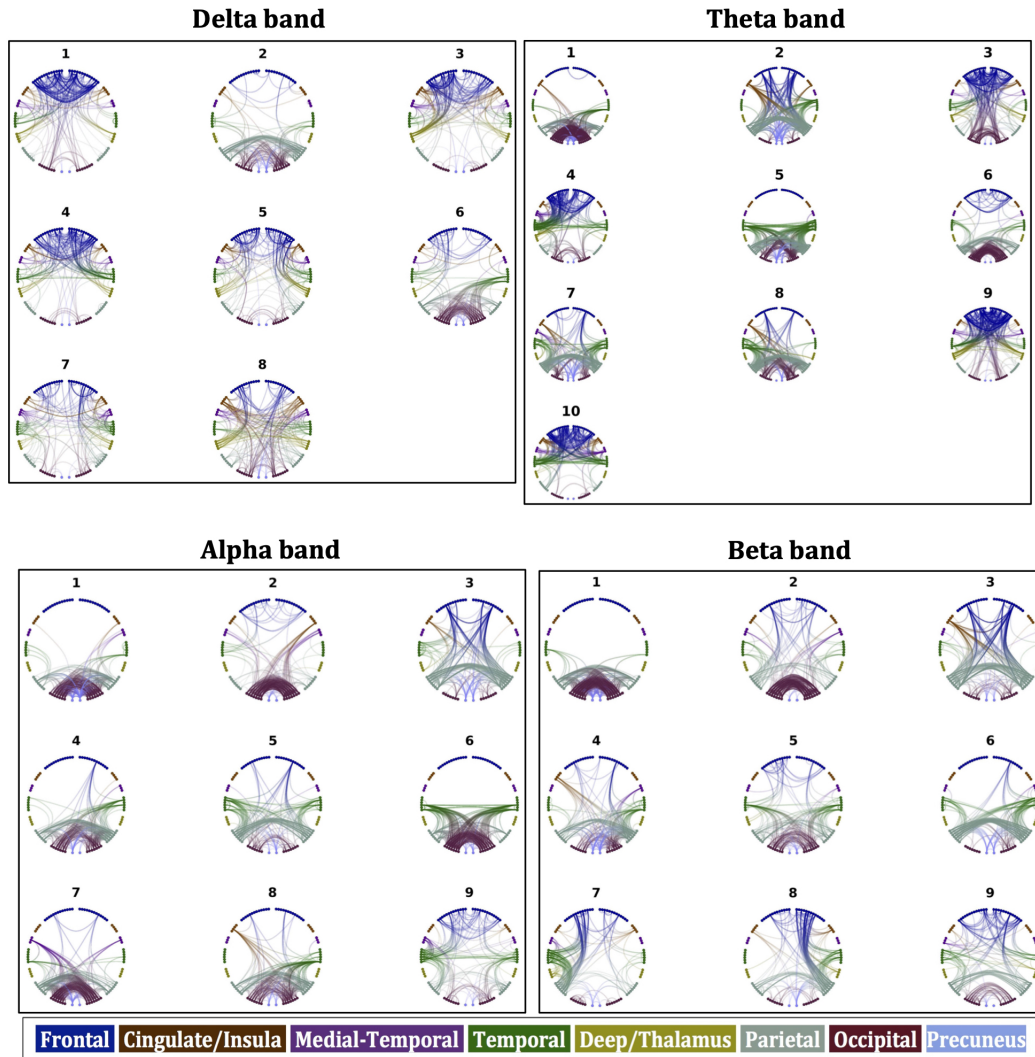 Delta band
1 2 3
4 5 6
7 8
Theta band
1 2 3
4 5 6
7 8 9
10
Alpha band
1 2 3
4 5 6
7 8 9
Beta band
1 2 3
4 5 6
7 8 9
Frontal Cingulate/Insula Medial-Temporal Temporal Deep/Thalamus Parietal Occipital Precuneus